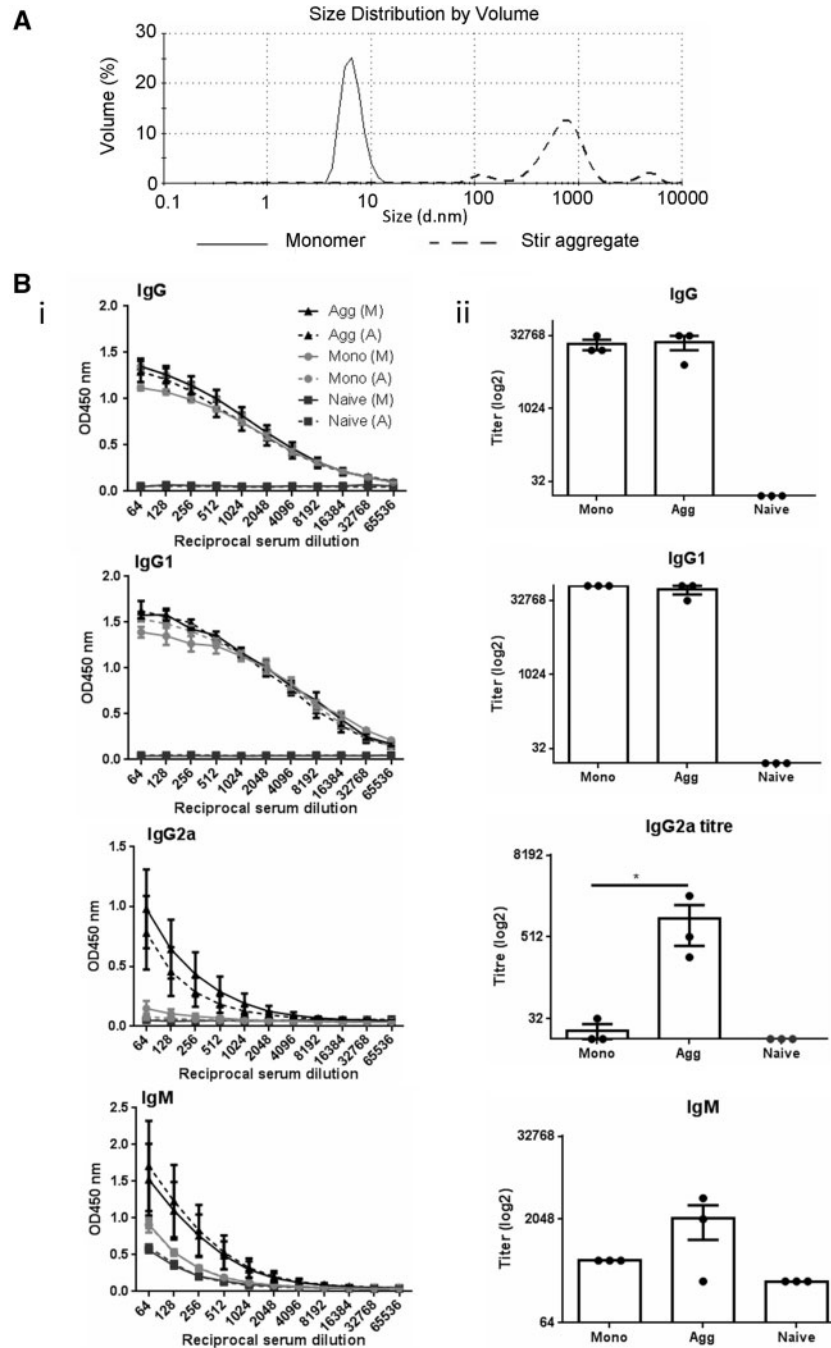 A
Size Distribution by Volume
Volume (%)
30
20
10
0
0.1 1 10 100 1000 10000
Size (d.nm)
Monomer Stir aggregate
B
i
IgG
OD450 nm
2.0
1.5
1.0
0.5
0.0
64 128 256 512 1024 2048 4096 8192 16384 32768 65536
Reciprocal serum dilution
Agg (M)
Agg (A)
Mono (M)
Mono (A)
Naive (M)
Naive (A)
IgG1
OD450 nm
2.0
1.5
1.0
0.5
0.0
64 128 256 512 1024 2048 4096 8192 16384 32768 65536
Reciprocal serum dilution
IgG2a
OD450 nm
1.5
1.0
0.5
0.0
64 128 256 512 1024 2048 4096 8192 16384 32768 65536
Reciprocal serum dilution
IgM
OD450 nm
2.5
2.0
1.5
1.0
0.5
0.0
64 128 256 512 1024 2048 4096 8192 16384 32768 65536
Reciprocal serum dilution
ii
IgG
Titer (log2)
32768
1024
32
Mono Agg Naive
IgG1
Titer (log2)
32768
1024
32
Mono Agg Naive
IgG2a titre
Titre (log2)
8192
512
32
*
Mono Agg Naive
IgM
Titer (log2)
32768
2048
64
Mono Agg Naive